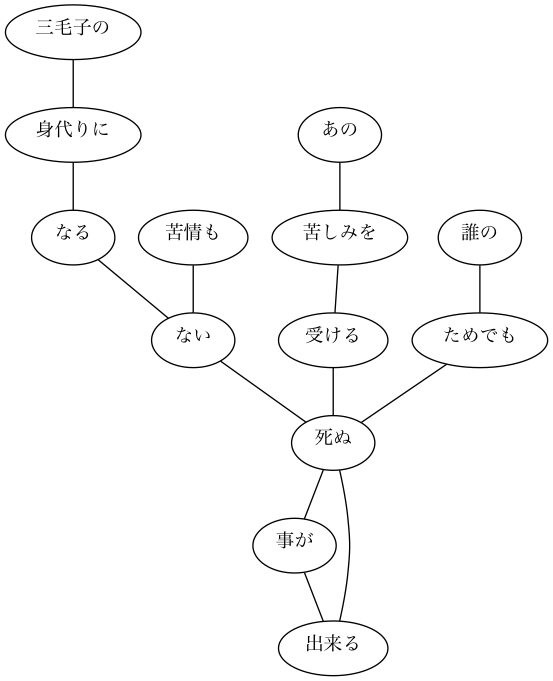 三毛子の
身代りに
あの
なる
苦情も
苦しみを
誰の
ない
受ける
ためでも
死ぬ
事が
出来る